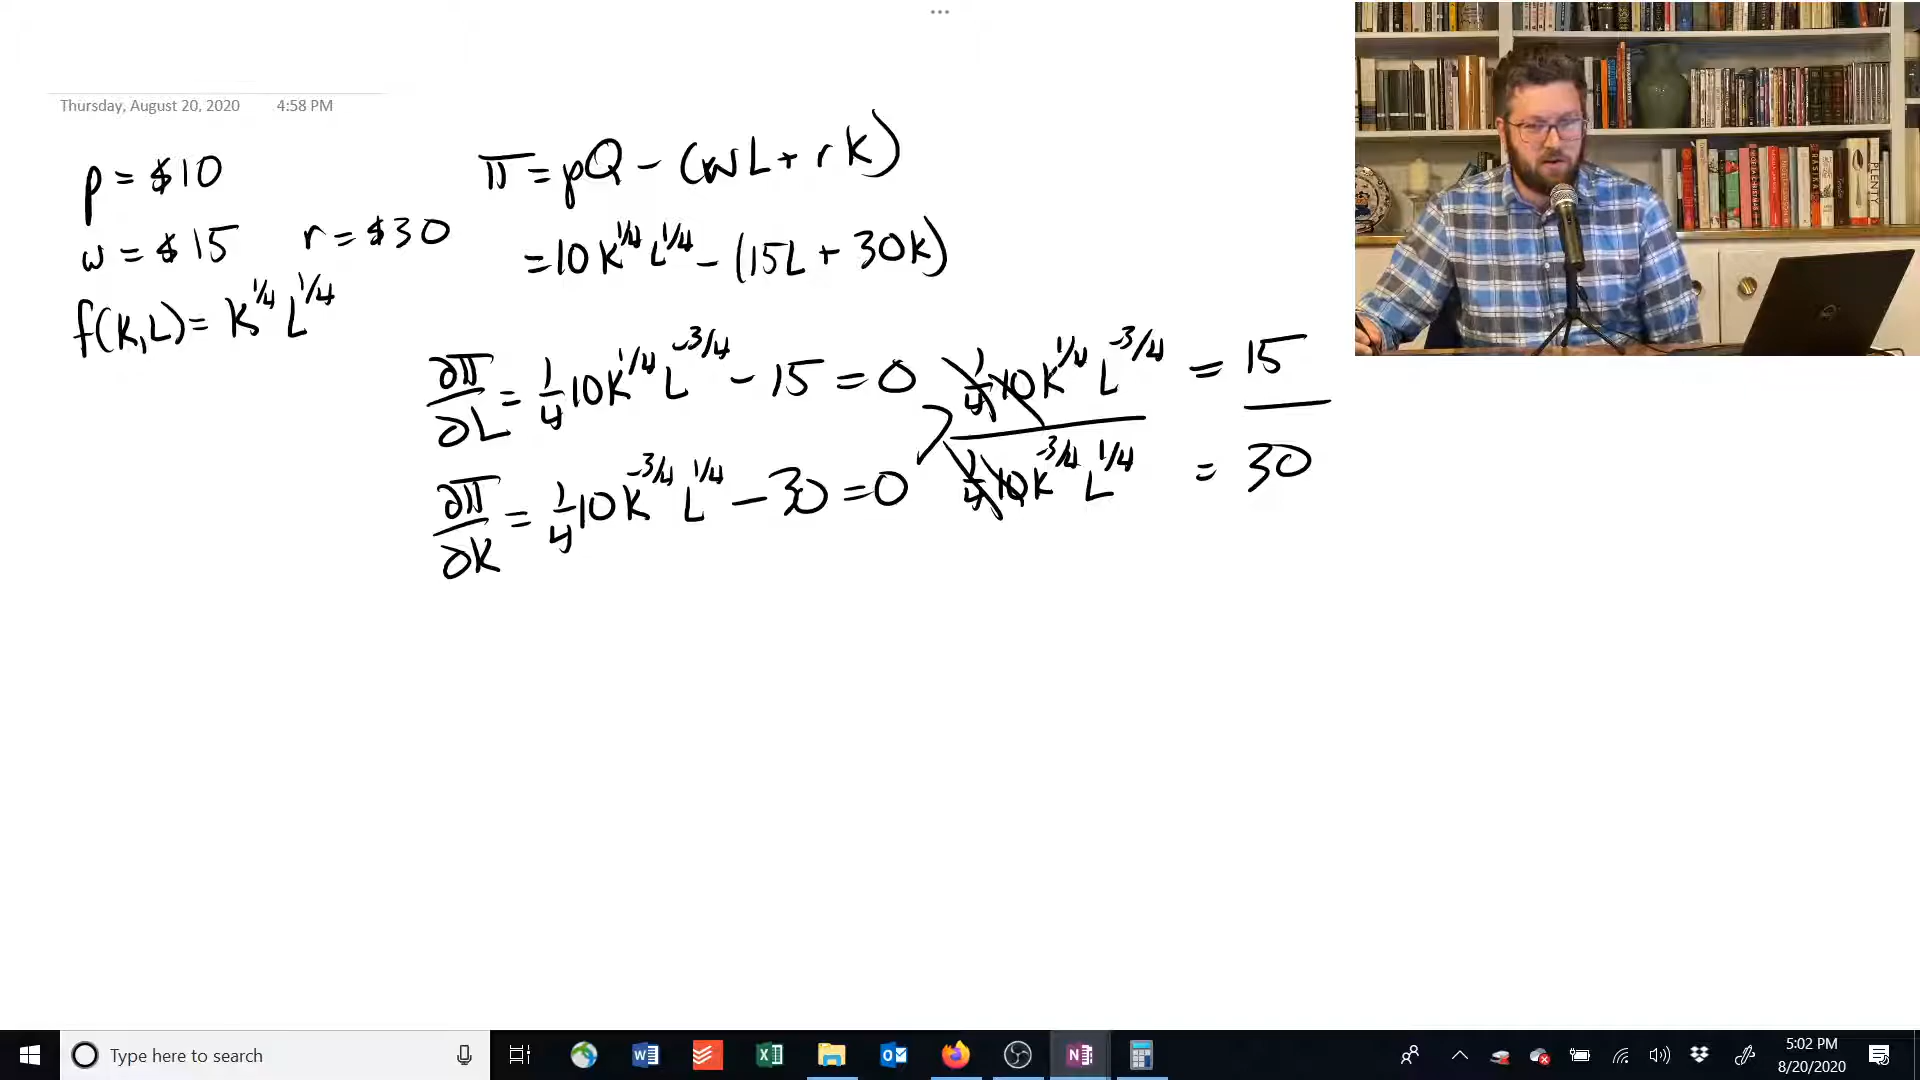 Thursday, August 20, 2020 4:58 PM
p = $10
w = $15 r = $30
f(K,L) = K^1/4 L^1/4
π = pQ - (wL + rK)
= 10K^1/4 L^1/4 - (15L + 30K)
∂π/∂L = 1/4 10K^1/4 L^-3/4 - 15 = 0
∂π/∂K = 1/4 10K^-3/4 L^1/4 - 30 = 0
1/4 10K^1/4 L^-3/4 = 15
1/4 10K^-3/4 L^1/4 = 30
Type here to search
5:02 PM
8/20/2020